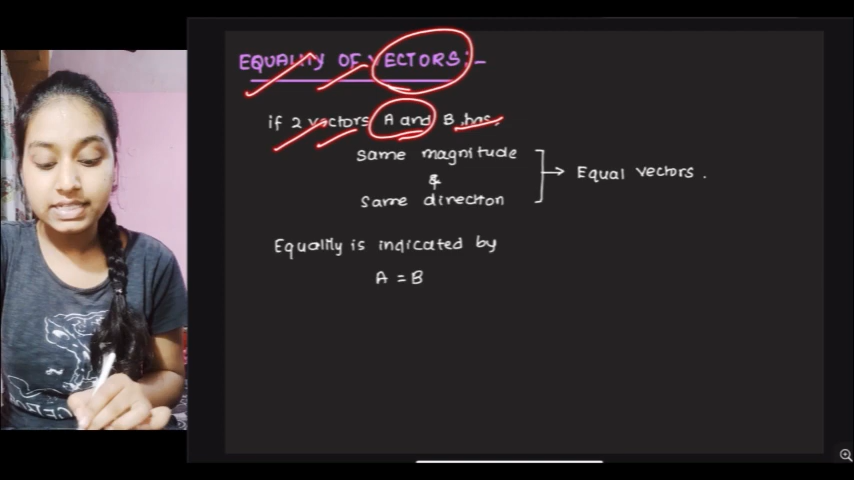 EQUALITY OF VECTORS:-
if 2 vectors A and B has.
same magnitude
&
same direction
Equal vectors.
Equality is indicated by
A = B